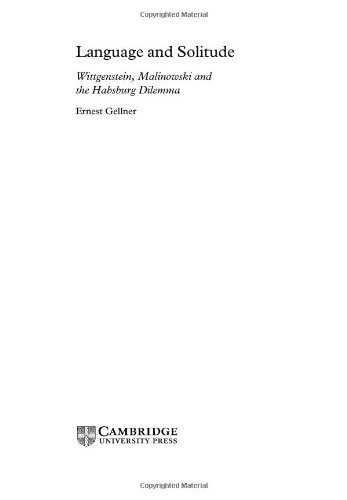 Copyrighted Material
Language and Solitude
Wittgenstein, Malinowski and
the Habsburg Dilemma
Ernest Gellner
CAMBRIDGE
UNIVERSITY PRESS
Copyrighted Material